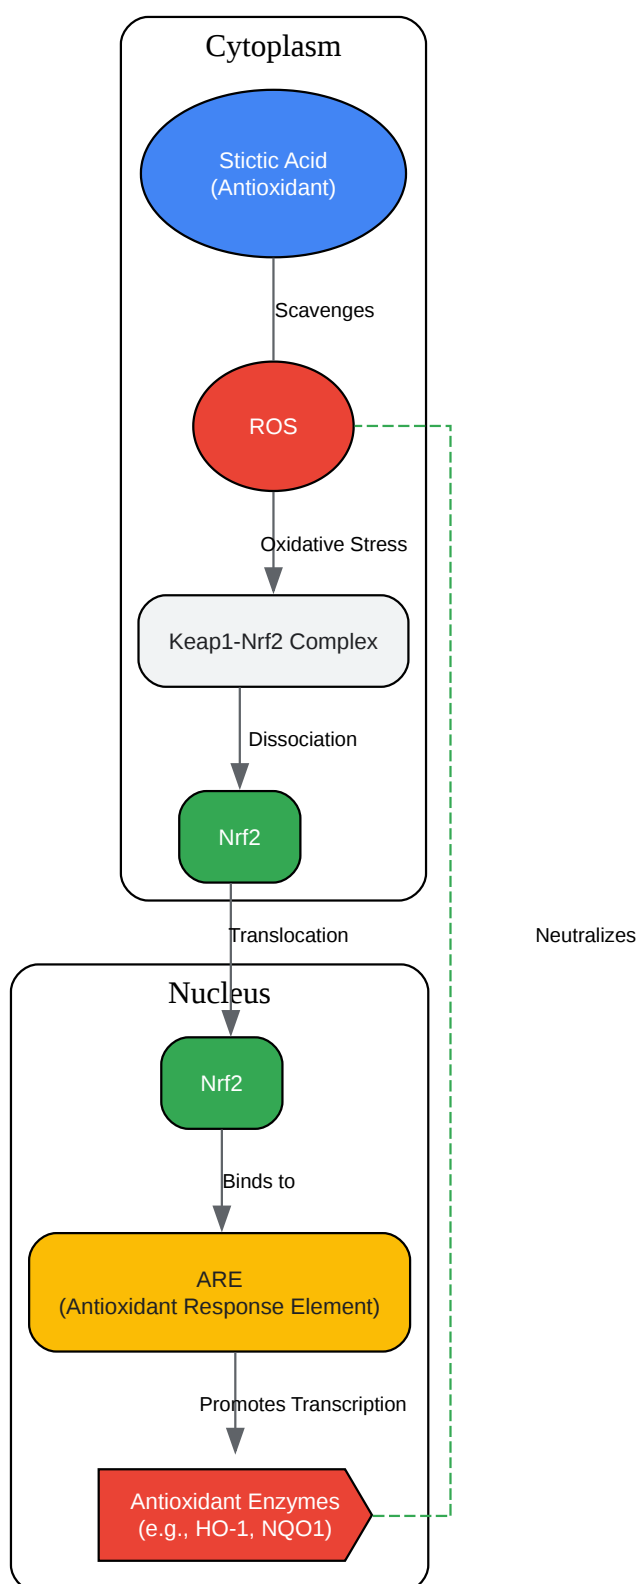 Cytoplasm
Stictic Acid
(Antioxidant)
Scavenges
ROS
Oxidative Stress
Keap1-Nrf2 Complex
Dissociation
Nrf2
Translocation
Neutralizes
Nucleus
Nrf2
Binds to
ARE
(Antioxidant Response Element)
Promotes Transcription
Antioxidant Enzymes
(e.g., HO-1, NQO1)